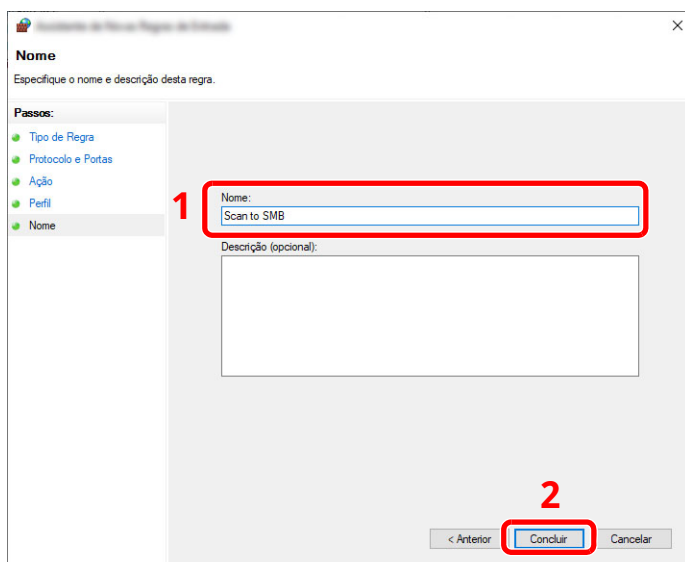 Nome
Especifique o nome e descrição desta regra.
Passos:
Tipo de Regra
Protocolo e Portas
Ação
Perfil
Nome
1
Nome:
Scan to SMB
Descrição (opcional):
2
< Anterior
Concluir
Cancelar